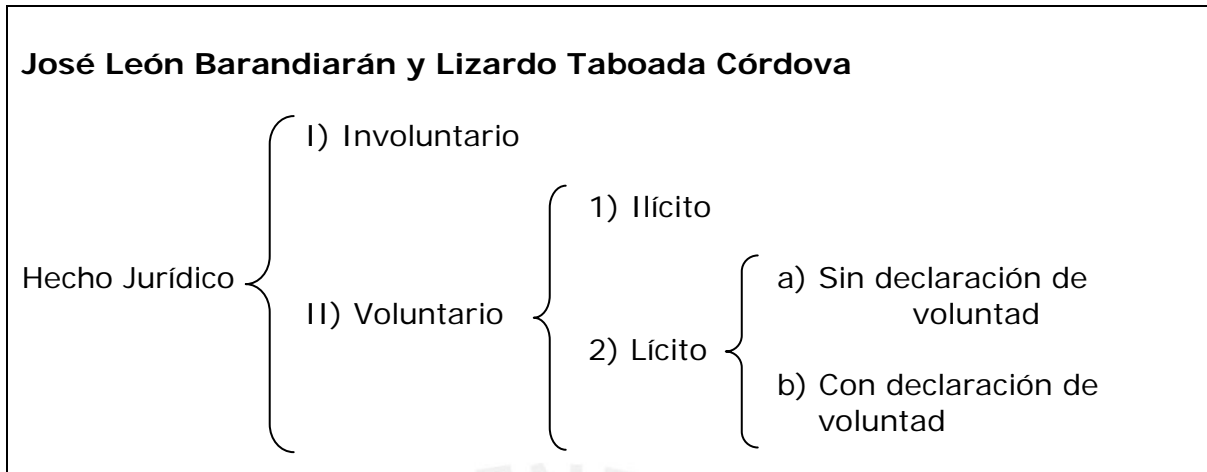 José León Barandiarán y Lizardo Taboada Córdova
I) Involuntario
1) Ilícito
Hecho Jurídico
a) Sin declaración de
voluntad
II) Voluntario
2) Lícito
b) Con declaración de
voluntad